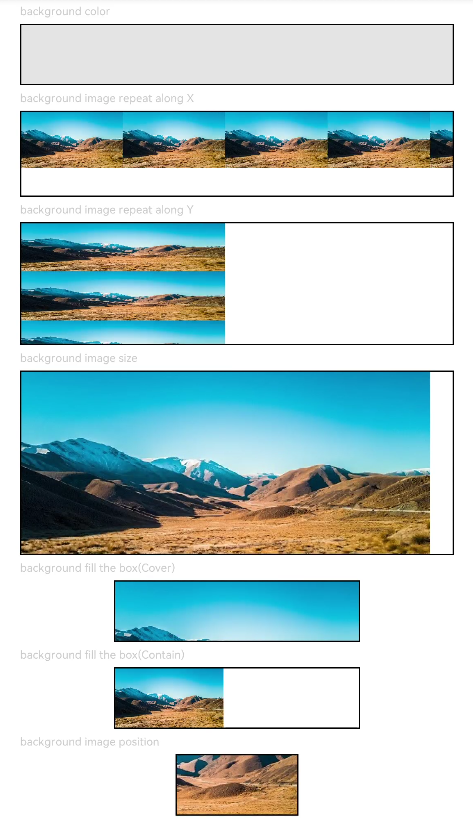 background color
background image repeat along X
background image repeat along Y
background image size
background fill the box(Cover)
background fill the box(Contain)
background image position